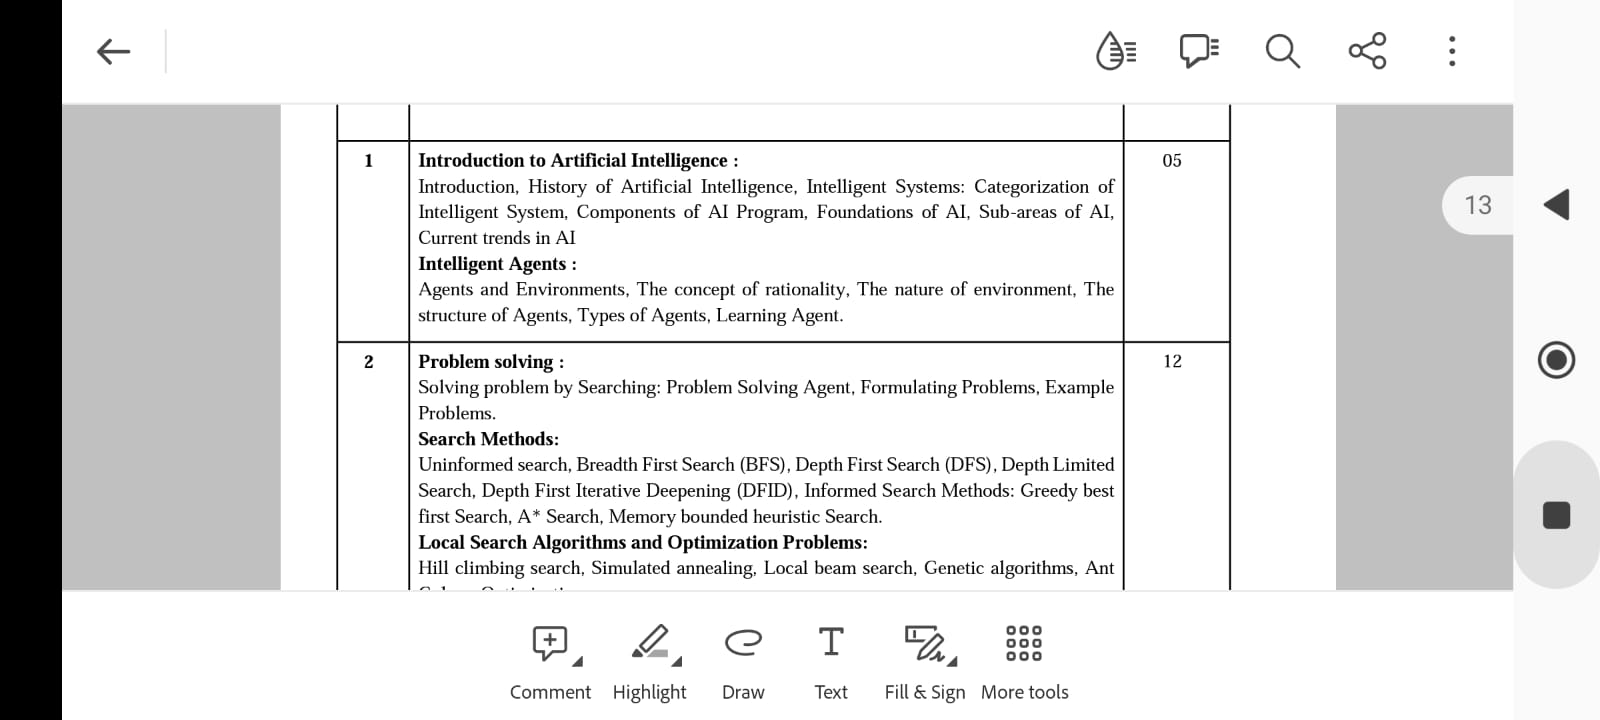 13
1
Introduction to Artificial Intelligence :
05
Introduction, History of Artificial Intelligence, Intelligent Systems: Categorization of
Intelligent System, Components of AI Program, Foundations of AI, Sub-areas of AI,
Current trends in AI
Intelligent Agents :
Agents and Environments, The concept of rationality, The nature of environment, The
structure of Agents, Types of Agents, Learning Agent.
2
Problem solving :
12
Solving problem by Searching: Problem Solving Agent, Formulating Problems, Example
Problems.
Search Methods:
Uninformed search, Breadth First Search (BFS), Depth First Search (DFS), Depth Limited
Search, Depth First Iterative Deepening (DFID), Informed Search Methods: Greedy best
first Search, A* Search, Memory bounded heuristic Search.
Local Search Algorithms and Optimization Problems:
Hill climbing search, Simulated annealing, Local beam search, Genetic algorithms, Ant
Comment
Highlight
Draw
Text
Fill & Sign
More tools